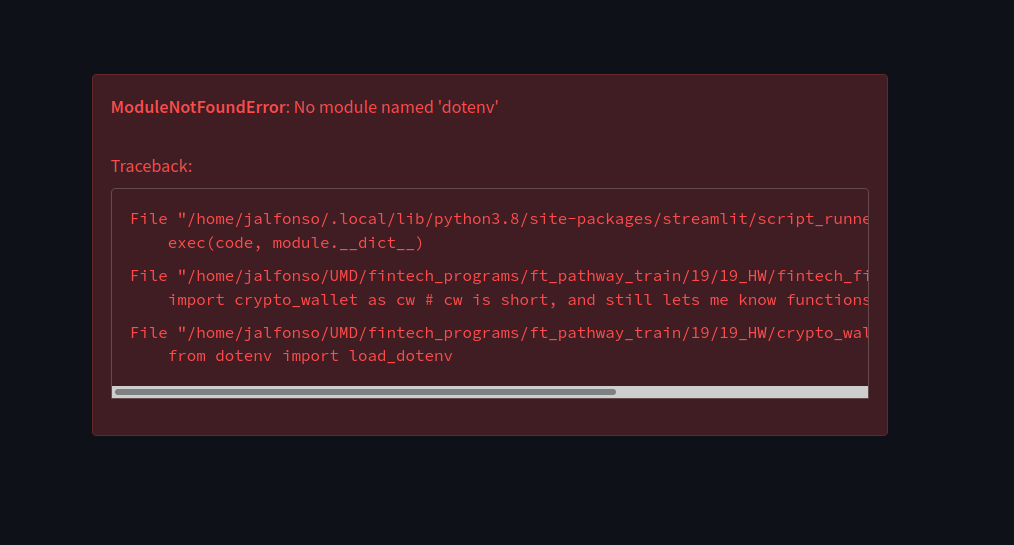 ModuleNotFoundError: No module named 'dotenv'
Traceback:
File "/home/jalfonso/.local/lib/python3.8/site-packages/streamlit/script_runne
exec(code, module.__dict__)
File "/home/jalfonso/UMD/fintech_programs/ft_pathway_train/19/19_HW/fintech_fi
import crypto_wallet as cw # cw is short, and still lets me know functions
File "/home/jalfonso/UMD/fintech_programs/ft_pathway_train/19/19_HW/crypto_wal
from dotenv import load_dotenv